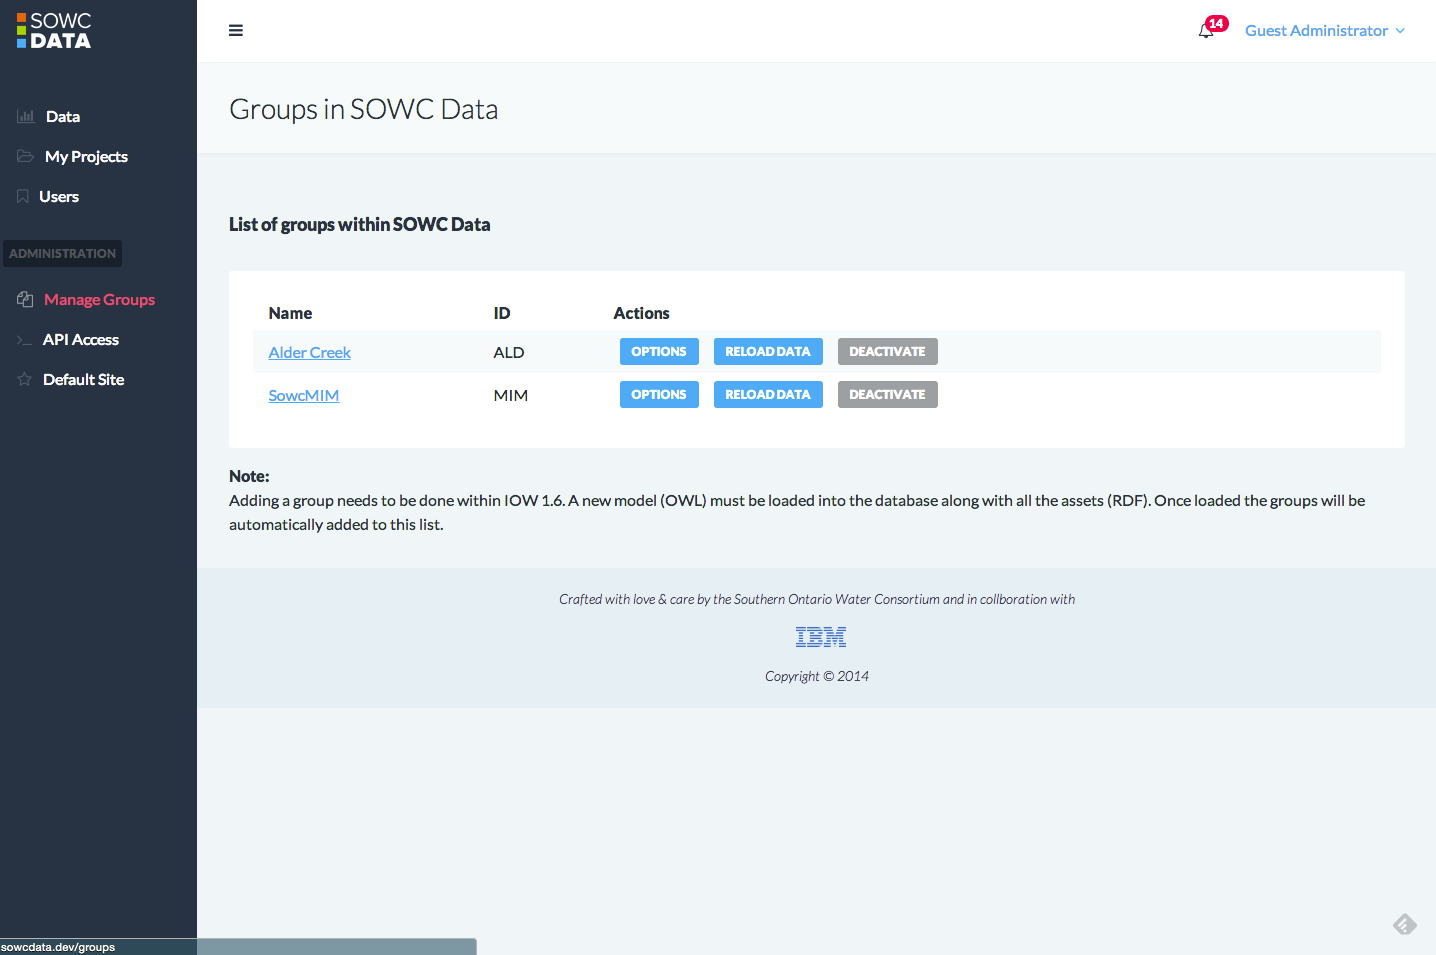 SOWC
DATA
14
Guest Administrator
Data
My Projects
Users
ADMINISTRATION
Manage Groups
API Access
Default Site
Groups in SOWC Data
List of groups within SOWC Data
Name ID Actions
Alder Creek ALD OPTIONS RELOAD DATA DEACTIVATE
SowcMIM MIM OPTIONS RELOAD DATA DEACTIVATE
Note:
Adding a group needs to be done within IOW 1.6. A new model (OWL) must be loaded into the database along with all the assets (RDF). Once loaded the groups will be
automatically added to this list.
Crafted with love & care by the Southern Ontario Water Consortium and in collboration with
IBM
Copyright © 2014
sowcdata.dev/groups